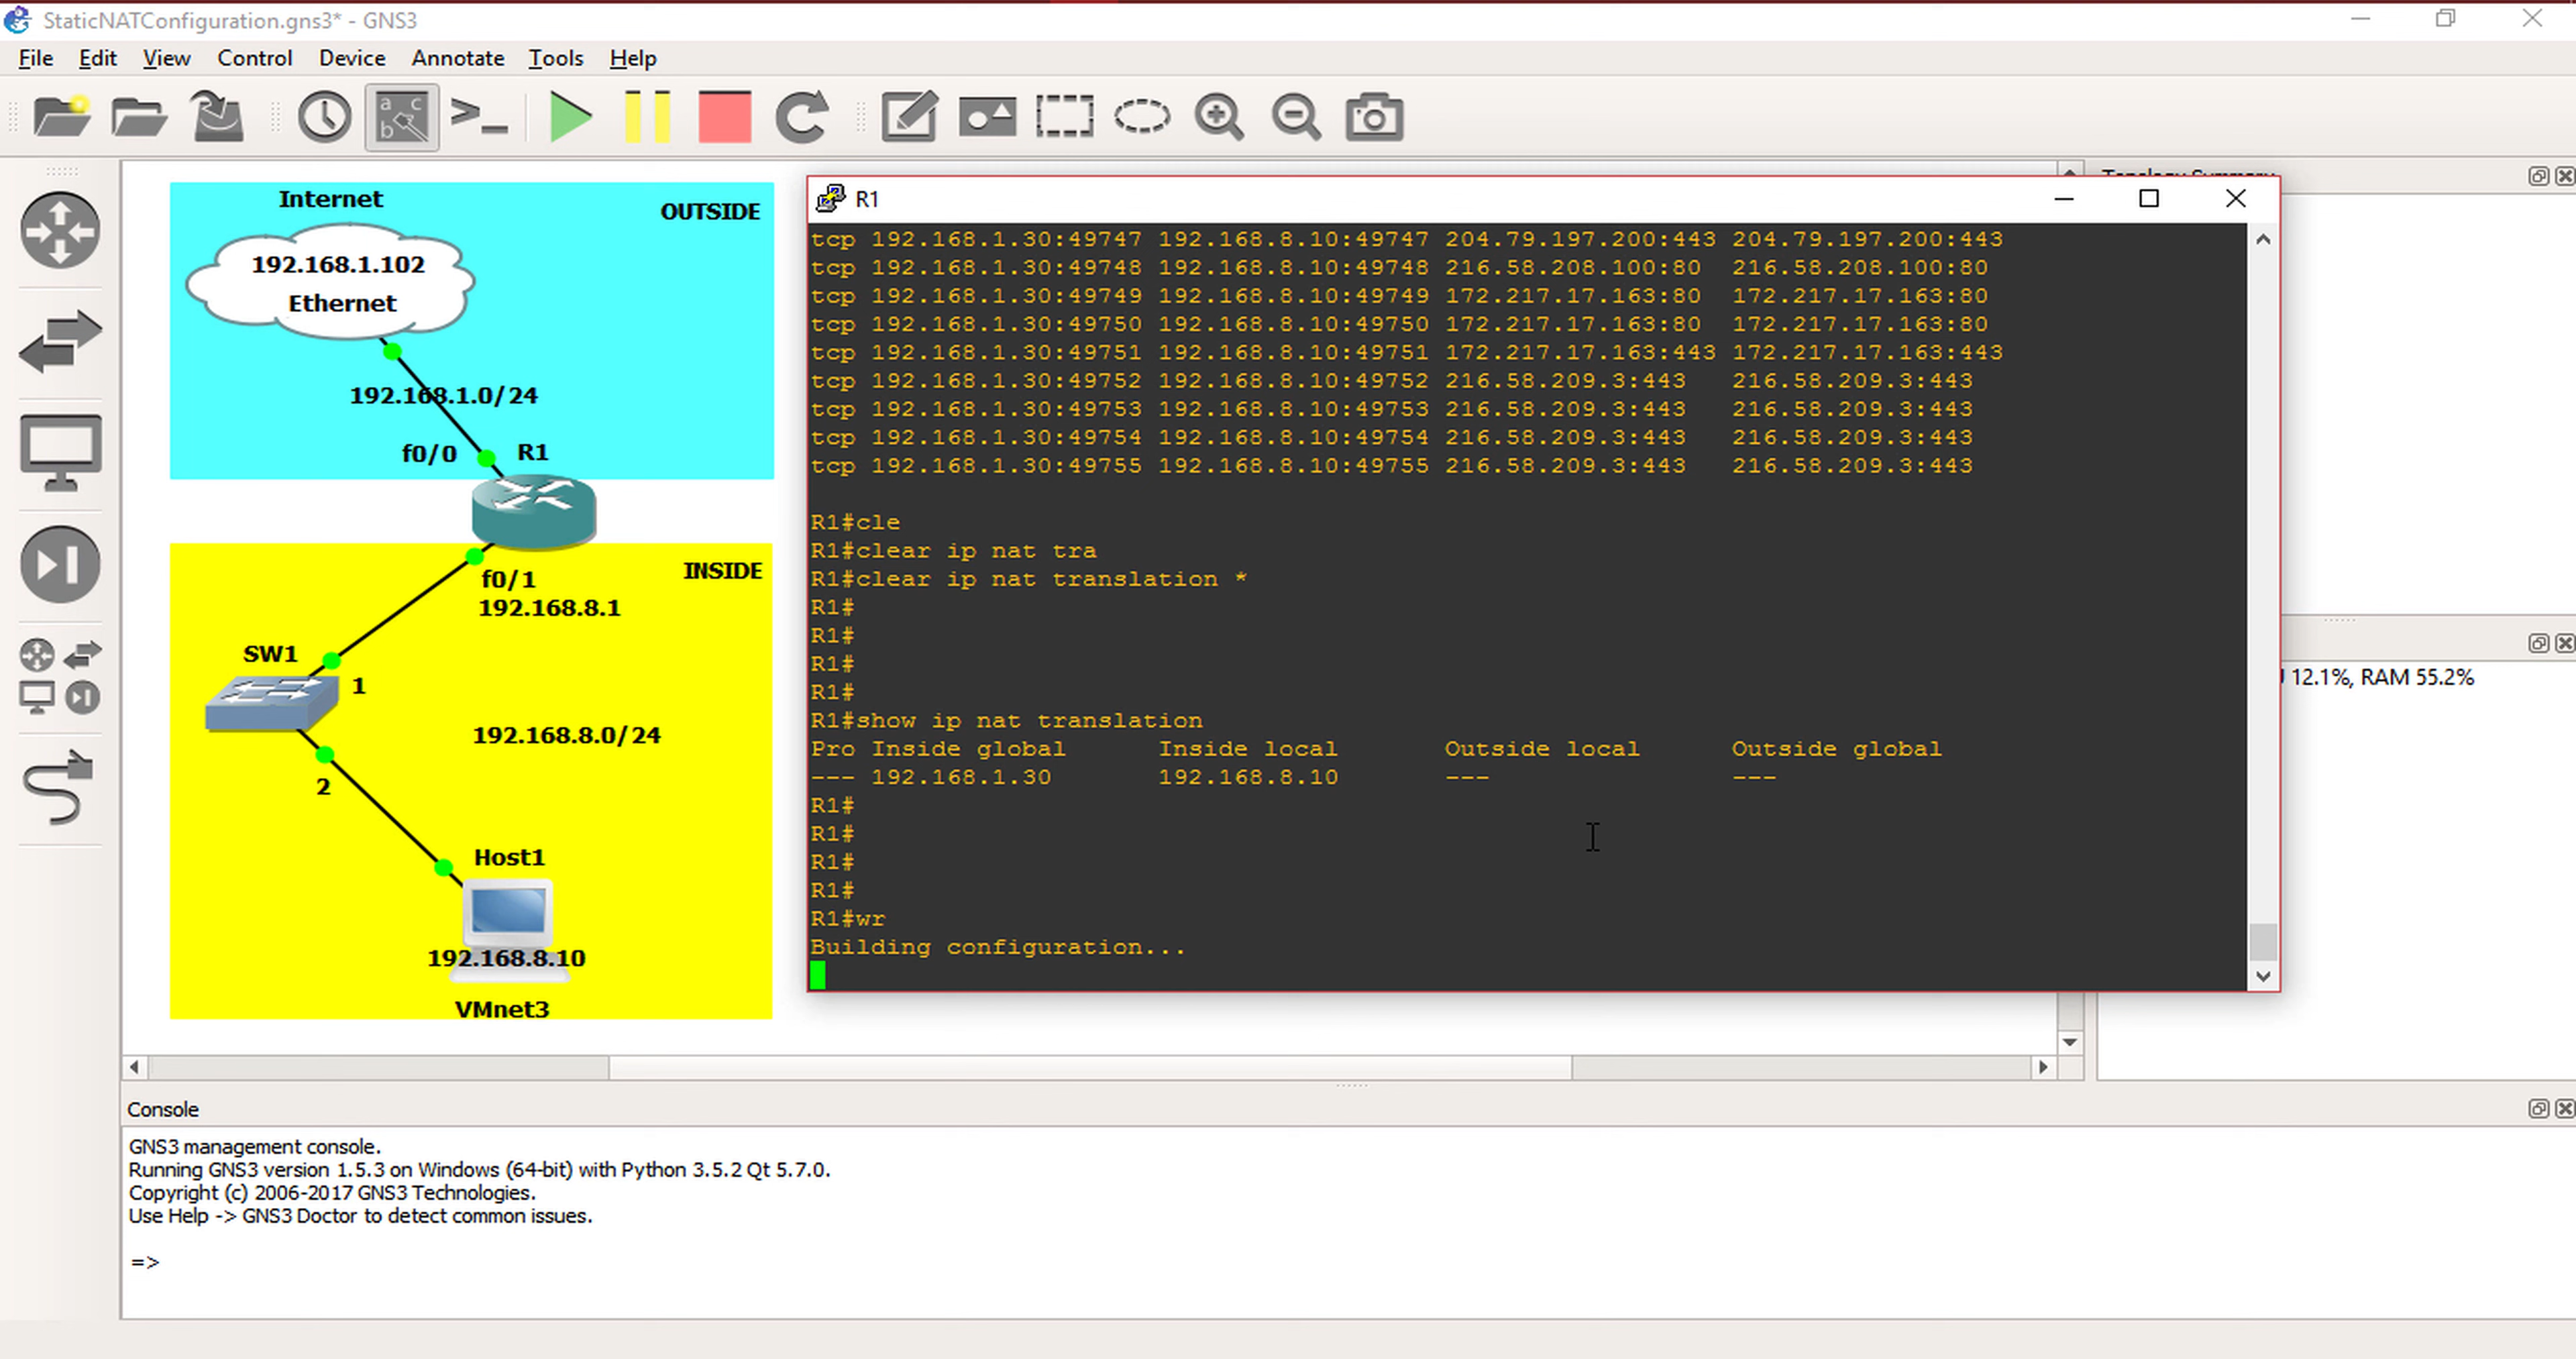 StaticNATConfiguration.gns3* - GNS3
File Edit View Control Device Annotate Tools Help
Internet
OUTSIDE
192.168.1.102
Ethernet
192.168.1.0/24
f0/0
R1
INSIDE
f0/1
192.168.8.1
SW1
1
192.168.8.0/24
2
Host1
192.168.8.10
VMnet3
R1
tcp 192.168.1.30:49747 192.168.8.10:49747 204.79.197.200:443 204.79.197.200:443
tcp 192.168.1.30:49748 192.168.8.10:49748 216.58.208.100:80 216.58.208.100:80
tcp 192.168.1.30:49749 192.168.8.10:49749 172.217.17.163:80 172.217.17.163:80
tcp 192.168.1.30:49750 192.168.8.10:49750 172.217.17.163:80 172.217.17.163:80
tcp 192.168.1.30:49751 192.168.8.10:49751 172.217.17.163:443 172.217.17.163:443
tcp 192.168.1.30:49752 192.168.8.10:49752 216.58.209.3:443 216.58.209.3:443
tcp 192.168.1.30:49753 192.168.8.10:49753 216.58.209.3:443 216.58.209.3:443
tcp 192.168.1.30:49754 192.168.8.10:49754 216.58.209.3:443 216.58.209.3:443
tcp 192.168.1.30:49755 192.168.8.10:49755 216.58.209.3:443 216.58.209.3:443
R1#cle
R1#clear ip nat tra
R1#clear ip nat translation *
R1#
R1#
R1#
R1#
R1#show ip nat translation
Pro Inside global Inside local Outside local Outside global
--- 192.168.1.30 192.168.8.10 --- ---
R1#
R1#
R1#
R1#
R1#wr
Building configuration...
12.1%, RAM 55.2%
Console
GNS3 management console.
Running GNS3 version 1.5.3 on Windows (64-bit) with Python 3.5.2 Qt 5.7.0.
Copyright (c) 2006-2017 GNS3 Technologies.
Use Help -> GNS3 Doctor to detect common issues.
=>